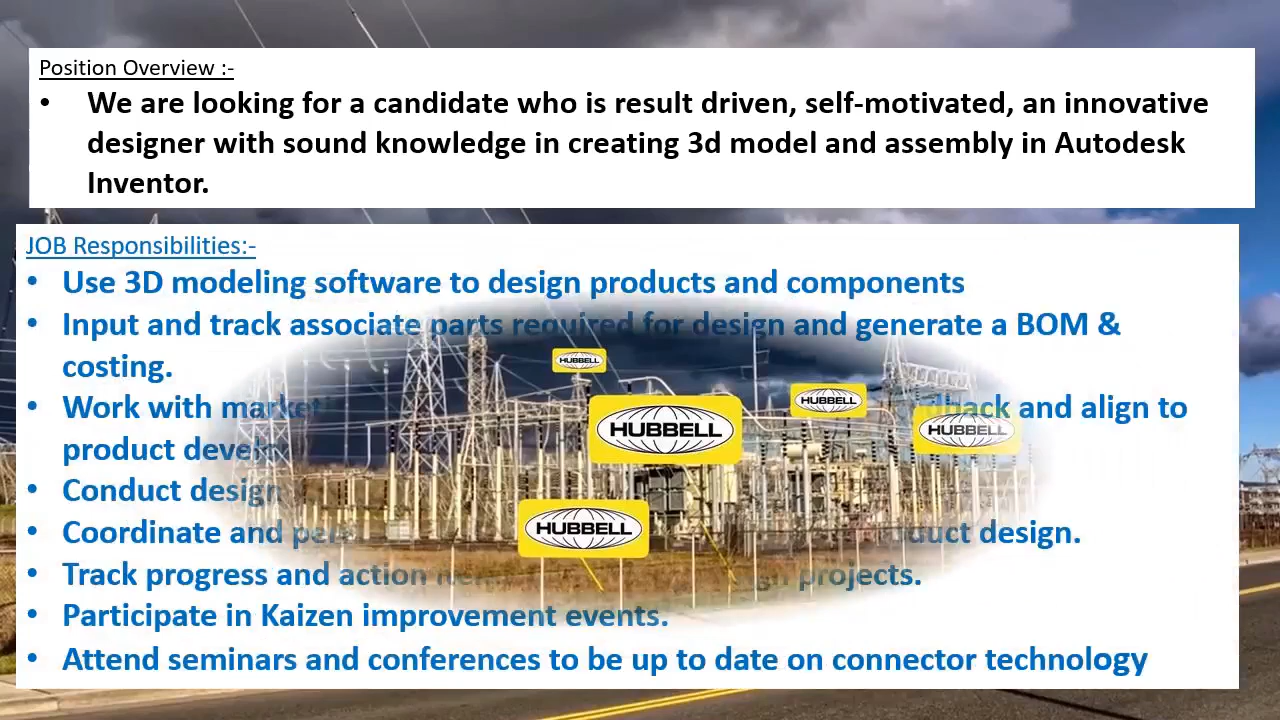 Position Overview :-
• We are looking for a candidate who is result driven, self-motivated, an innovative
designer with sound knowledge in creating 3d model and assembly in Autodesk
Inventor.
JOB Responsibilities:-
• Use 3D modeling software to design products and components
• Input and track associate parts required for design and generate a BOM &
costing.
• Work with and align to
product
• Conduct design
• Coordinate and design.
• Track progress and action projects.
• Participate in Kaizen improvement events.
• Attend seminars and conferences to be up to date on connector technology
HUBBELL
HUBBELL
HUBBELL
HUBBELL
HUBBELL